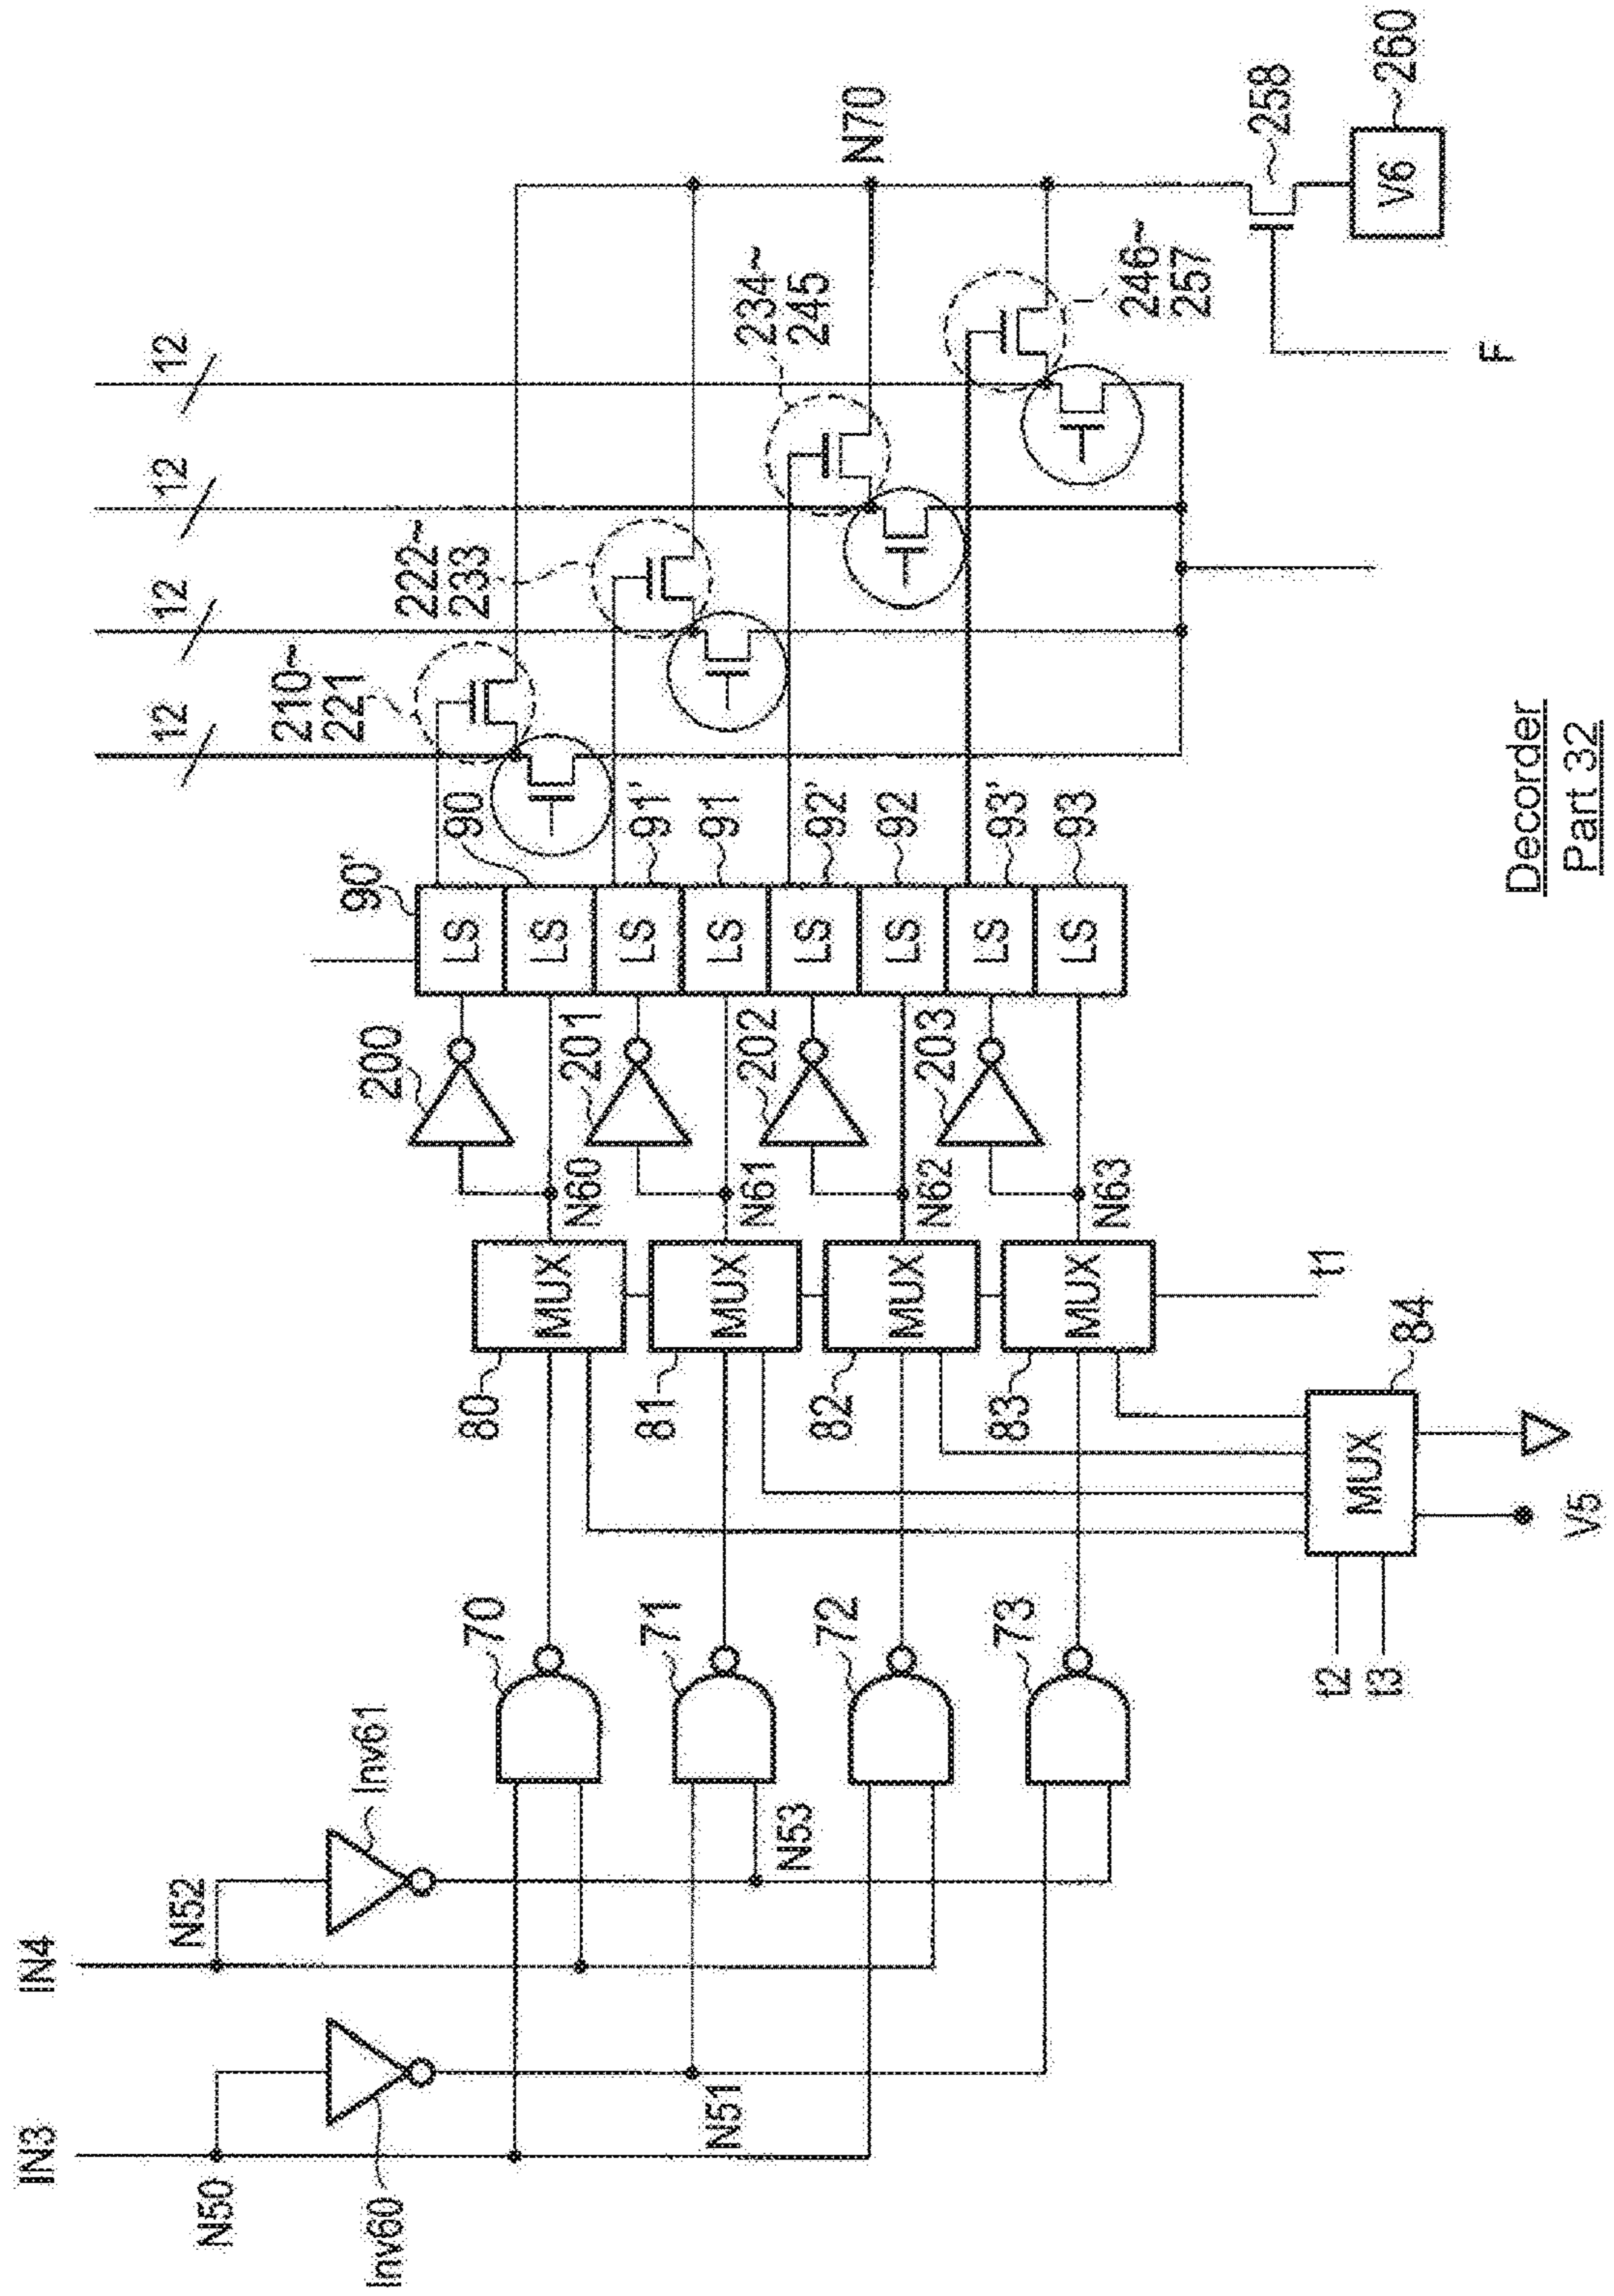 IN3
IN4
N50
N52
Inv60
Inv61
N51
N53
70
71
72
73
80
81
82
83
MUX
MUX
MUX
MUX
t1
t2
t3
MUX
84
V5
N60
N61
N62
N63
200
201
202
203
90'
90
91'
91
92'
92
93'
93
LS
LS
LS
LS
LS
LS
LS
LS
12
12
12
12
210~
221
222~
233
234~
245
246~
257
N70
258
V6
260
F
Decorder
Part 32